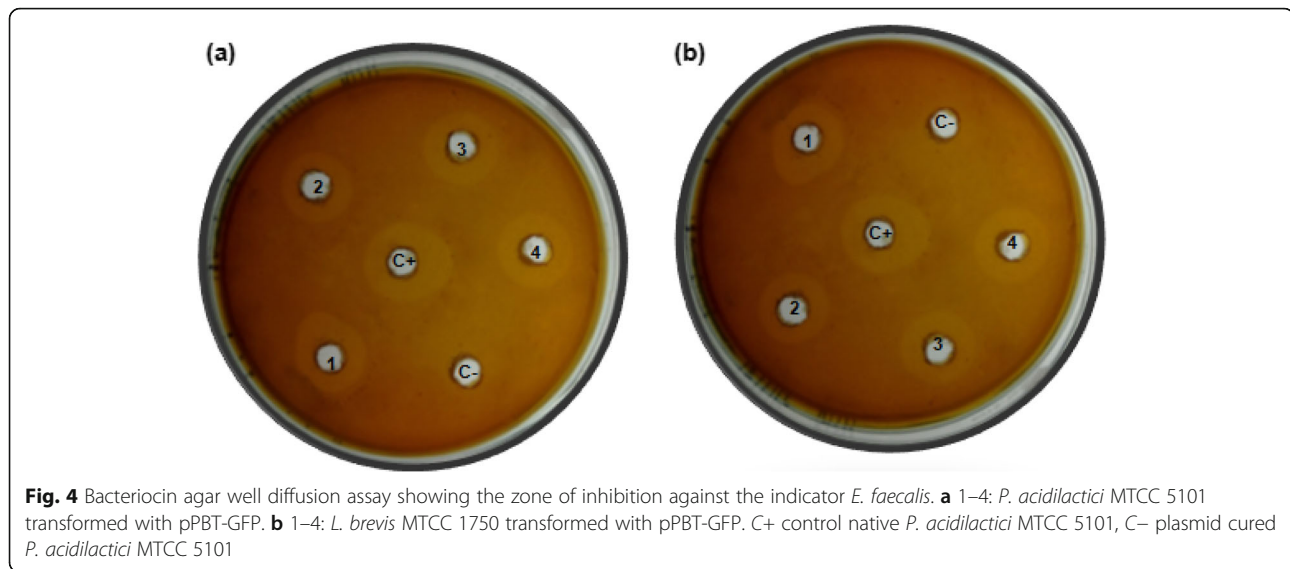 (a)
(b)
3
2
C+
4
1
C-
1
C-
C+
4
2
3
Fig. 4 Bacteriocin agar well diffusion assay showing the zone of inhibition against the indicator E. faecalis. a 1–4: P. acidilactici MTCC 5101
transformed with pPBT-GFP. b 1–4: L. brevis MTCC 1750 transformed with pPBT-GFP. C+ control native P. acidilactici MTCC 5101, C− plasmid cured
P. acidilactici MTCC 5101